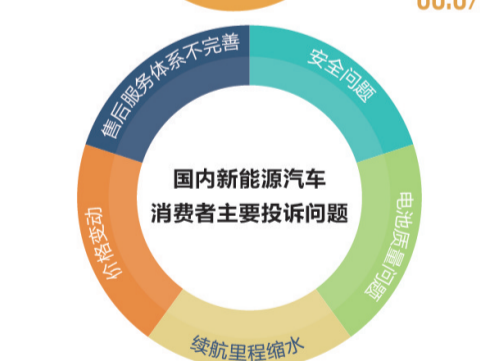 国内新能源汽车
消费者主要投诉问题
安全问题
电池质量问题
续航里程缩水
价格变动
售后服务体系不完善